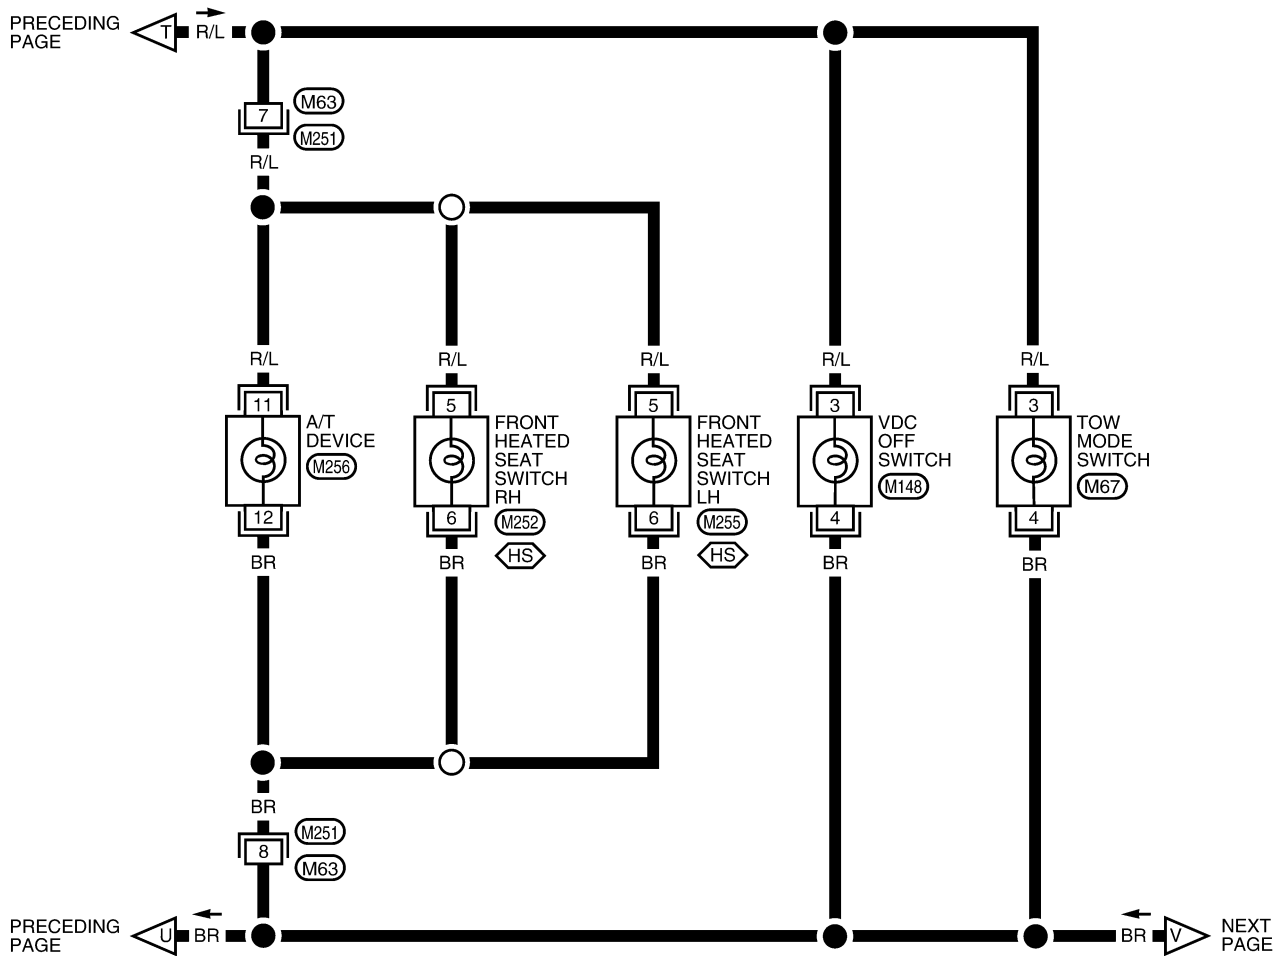 PRECEDING
PAGE
T
R/L
7
M63
M251
R/L
R/L
R/L
R/L
R/L
R/L
11
A/T
DEVICE
M256
12
5
FRONT
HEATED
SEAT
SWITCH
RH
M252
HS
6
5
FRONT
HEATED
SEAT
SWITCH
LH
M255
HS
6
3
VDC
OFF
SWITCH
M148
4
3
TOW
MODE
SWITCH
M67
4
BR
BR
BR
BR
BR
BR
M251
8
M63
PRECEDING
PAGE
U
BR
BR
V
NEXT
PAGE